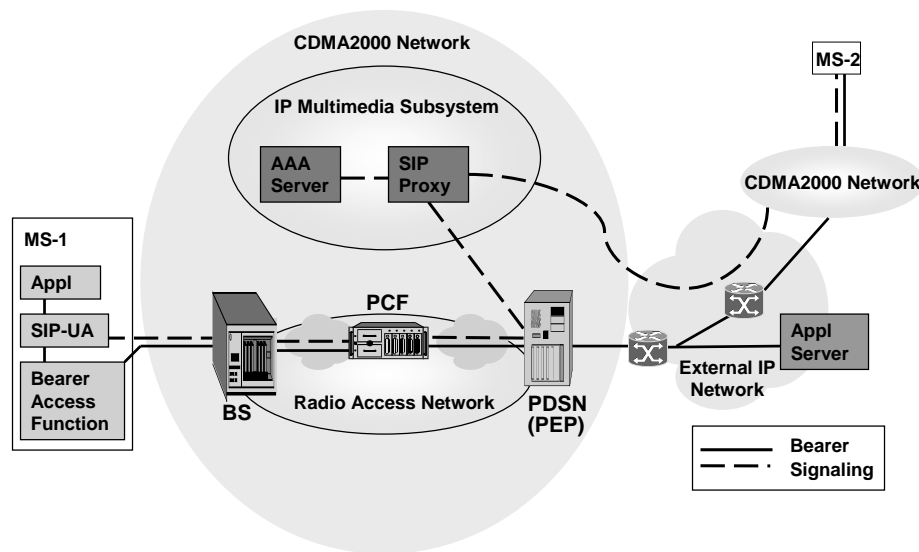 CDMA2000 Network
MS-2
IP Multimedia Subsystem
AAA
Server
SIP
Proxy
CDMA2000 Network
MS-1
Appl
SIP-UA
Bearer
Access
Function
PCF
BS
Radio Access Network
PDSN
(PEP)
External IP
Network
Appl
Server
Bearer
Signaling